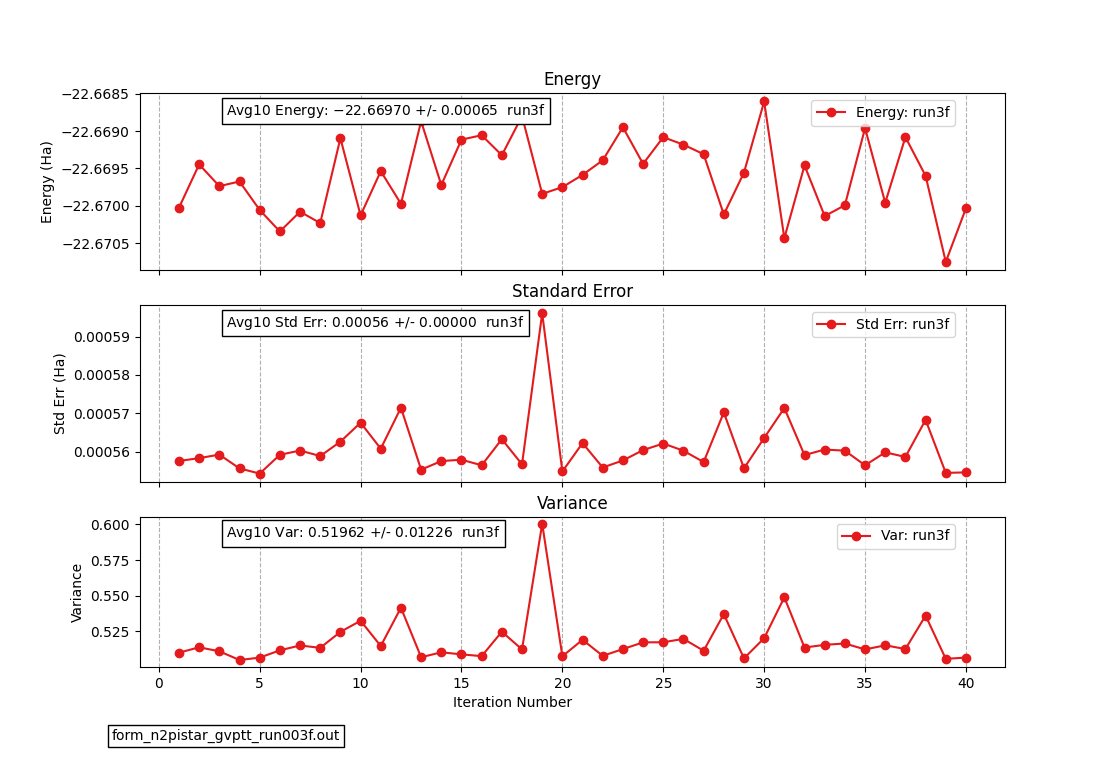 Energy
Energy (Ha)
−22.6685
−22.6690
−22.6695
−22.6700
−22.6705
Avg10 Energy: −22.66970 +/- 0.00065  run3f
Energy: run3f
Standard Error
Std Err (Ha)
0.00059
0.00058
0.00057
0.00056
Avg10 Std Err: 0.00056 +/- 0.00000  run3f
Std Err: run3f
Variance
Variance
0.600
0.575
0.550
0.525
Avg10 Var: 0.51962 +/- 0.01226  run3f
Var: run3f
0 5 10 15 20 25 30 35 40
Iteration Number
form_n2pistar_gvptt_run003f.out